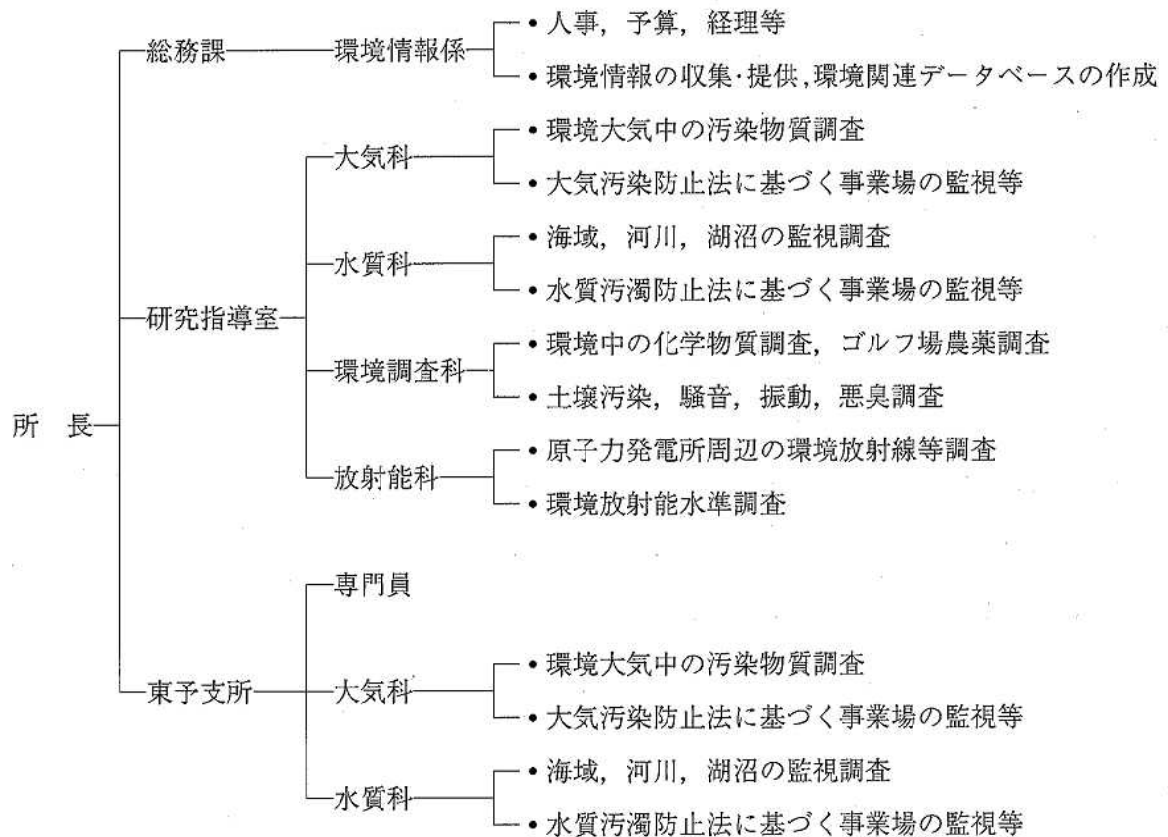 • 人事，予算，経理等
総務課 環境情報係
• 環境情報の収集·提供,環境関連データベースの作成
• 環境大気中の汚染物質調査
大気科
• 大気汚染防止法に基づく事業場の監視等
• 海域，河川，湖沼の監視調査
水質科
• 水質汚濁防止法に基づく事業場の監視等
研究指導室
• 環境中の化学物質調査，ゴルフ場農薬調査
環境調査科
• 土壌汚染，騒音，振動，悪臭調査
所　長
• 原子力発電所周辺の環境放射線等調査
放射能科
• 環境放射能水準調査
専門員
• 環境大気中の汚染物質調査
東予支所 大気科
• 大気汚染防止法に基づく事業場の監視等
• 海域，河川，湖沼の監視調査
水質科
• 水質汚濁防止法に基づく事業場の監視等